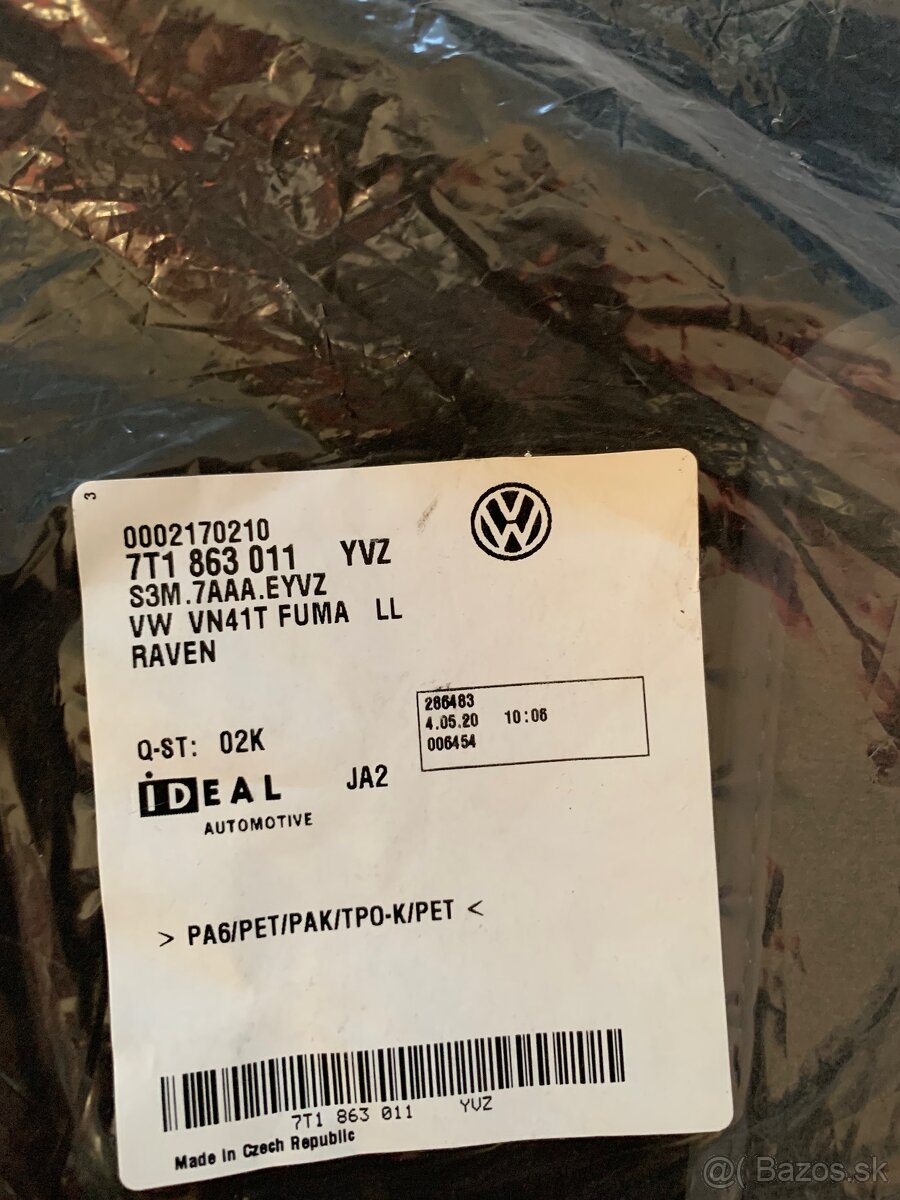 3
0002170210
7T1 863 011 YVZ
S3M.7AAA.EYVZ
VW VN41T FUMA LL
RAVEN
286483
4.05.20 10:06
006454
Q-ST: 02K
iDEAL JA2
AUTOMOTIVE
> PA6/PET/PAK/TPO-K/PET <
7T1 863 011 YVZ
Made in Czech Republic
@( Bazos.sk